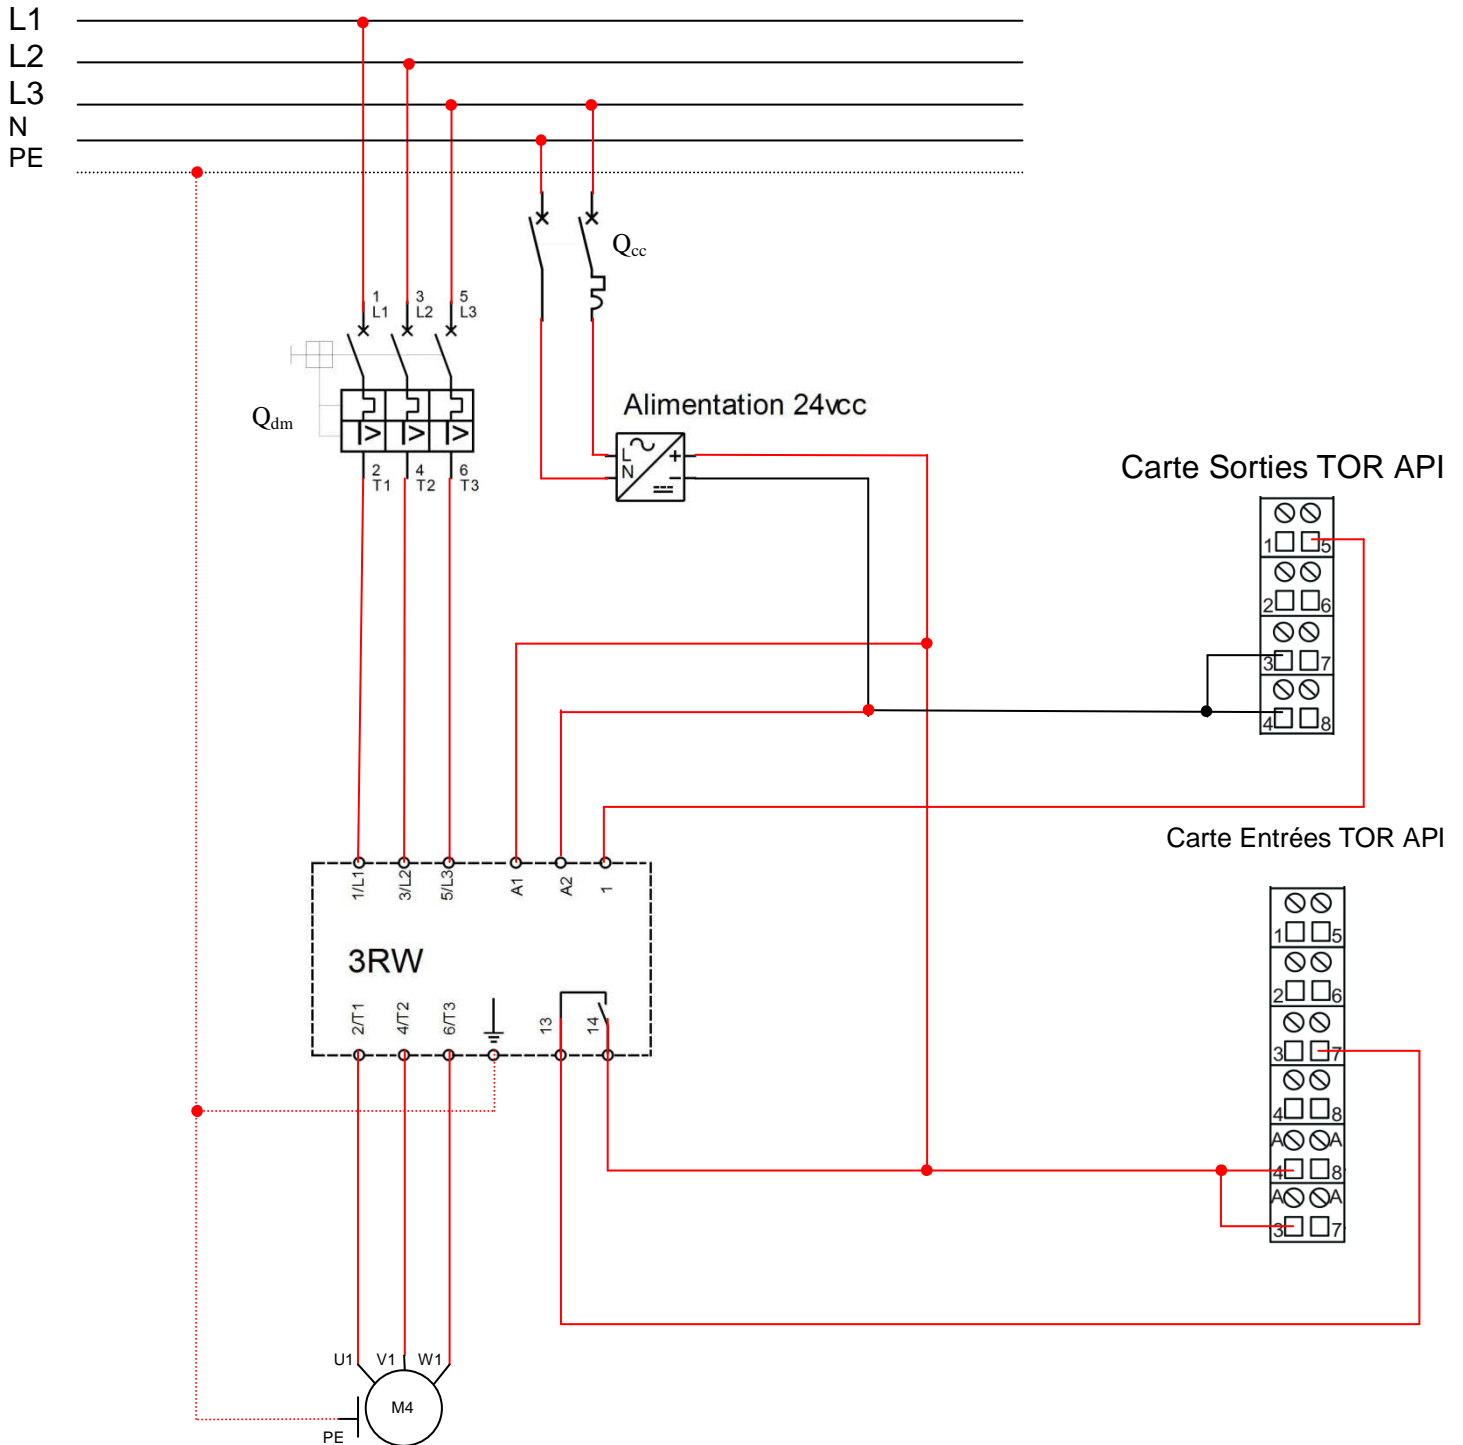 L1
L2
L3
N
PE
Qcc
1 3 5
L1 L2 L3
Qdm
2 4 6
T1 T2 T3
Alimentation 24vcc
L +
N −
Carte Sorties TOR API
1 5
2 6
3 7
4 8
Carte Entrées TOR API
1 5
2 6
3 7
4 8
A A
4 8
A A
3 7
1/L1 3/L2 5/L3 A1 A2 1
3RW
2/T1 4/T2 6/T3 13 14
U1 V1 W1
M4
PE